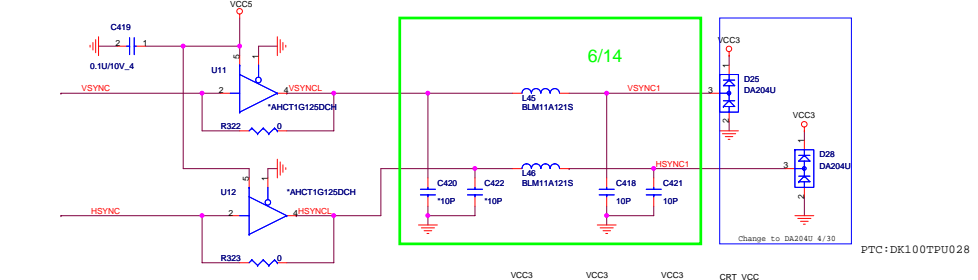 VCC5
C419
2 1
0.1U/10V_4
5 1
U11
VSYNC 2 4 VSYNCL
*AHCT1G125DCH
R322 0
6/14
L45
BLM11A121S
VSYNC1
VCC3
1
3
D25
DA204U
2
VCC3
1
5 1
U12
*AHCT1G125DCH
HSYNC 2 4 HSYNCL
R323 0
L46
BLM11A121S
HSYNC1
3
D28
DA204U
2
C420
*10P
C422
*10P
C418
10P
C421
10P
Change to DA204U 4/30
PTC:DK100TPU028
VCC3 VCC3 VCC3 CRT_VCC